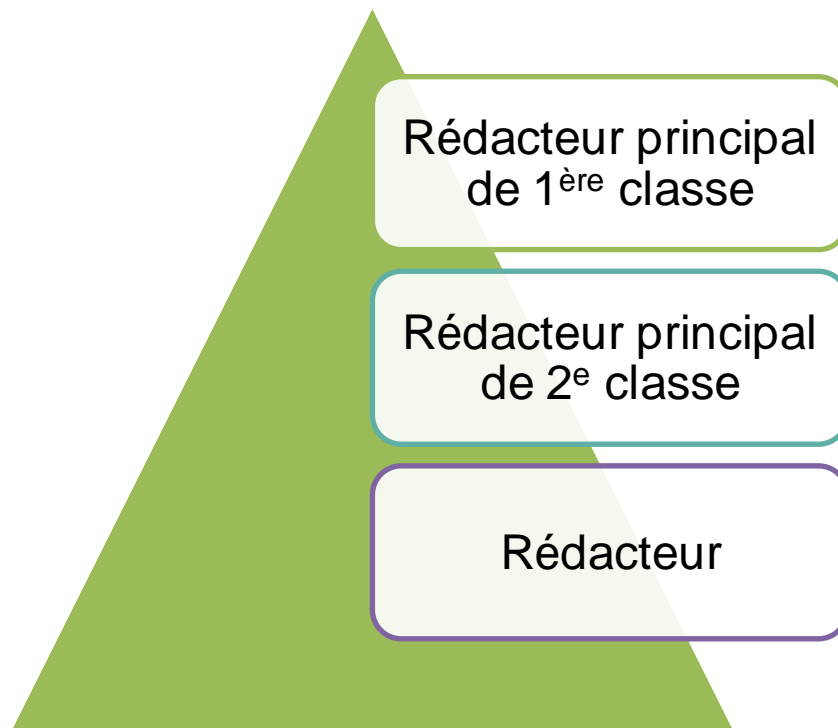 Rédacteur principal
de 1ère classe
Rédacteur principal
de 2e classe
Rédacteur